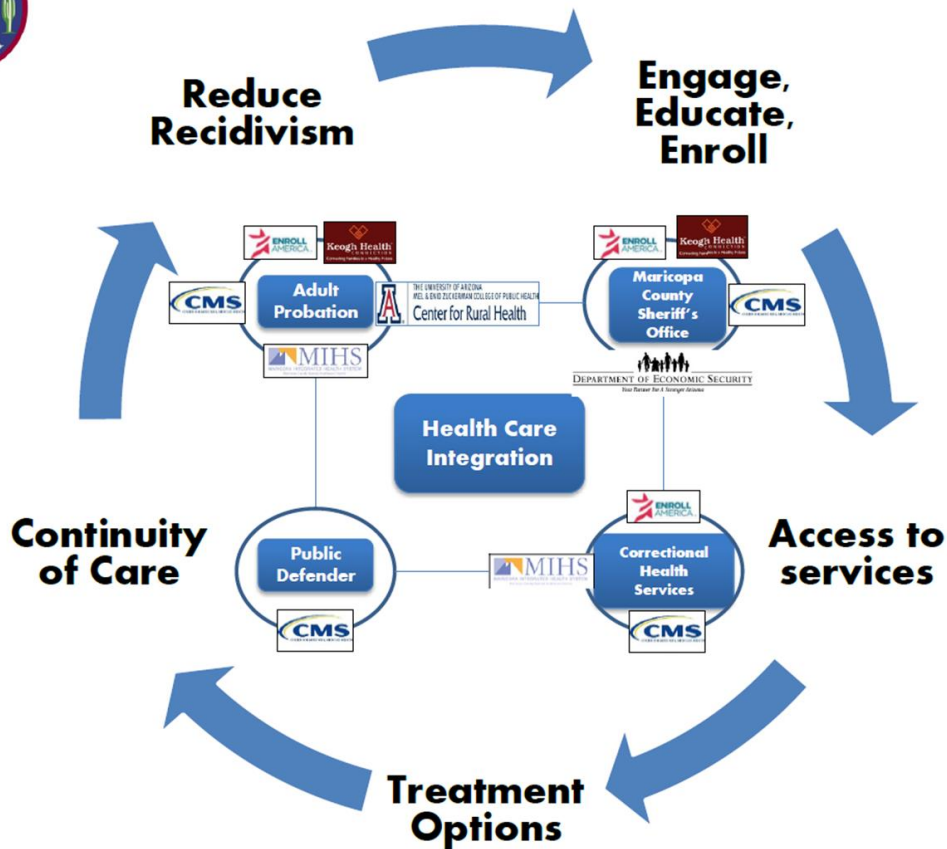 Reduce
Recidivism
Engage,
Educate,
Enroll
ENROLL
AMERICA
Keogh Health
CONNECTION
CMS
Adult
Probation
THE UNIVERSITY OF ARIZONA
MEL & ENID ZUCKERMAN COLLEGE OF PUBLIC HEALTH
Center for Rural Health
MIHS
ENROLL
AMERICA
Keogh Health
CONNECTION
Maricopa
County
Sheriff's
Office
CMS
DEPARTMENT OF ECONOMIC SECURITY
Your Partner For A Stronger Arizona
Health Care
Integration
Continuity
of Care
Public
Defender
CMS
MIHS
ENROLL
AMERICA
Correctional
Health
Services
CMS
Access to
services
Treatment
Options